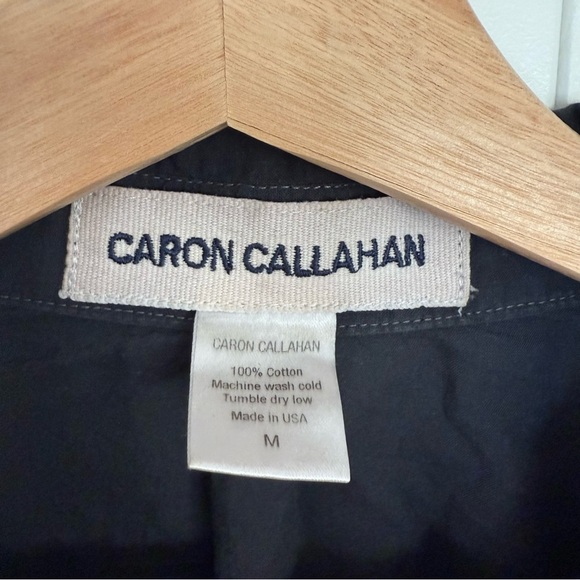 CARON CALLAHAN
CARON CALLAHAN
100% Cotton
Machine wash cold
Tumble dry low
Made in USA
M